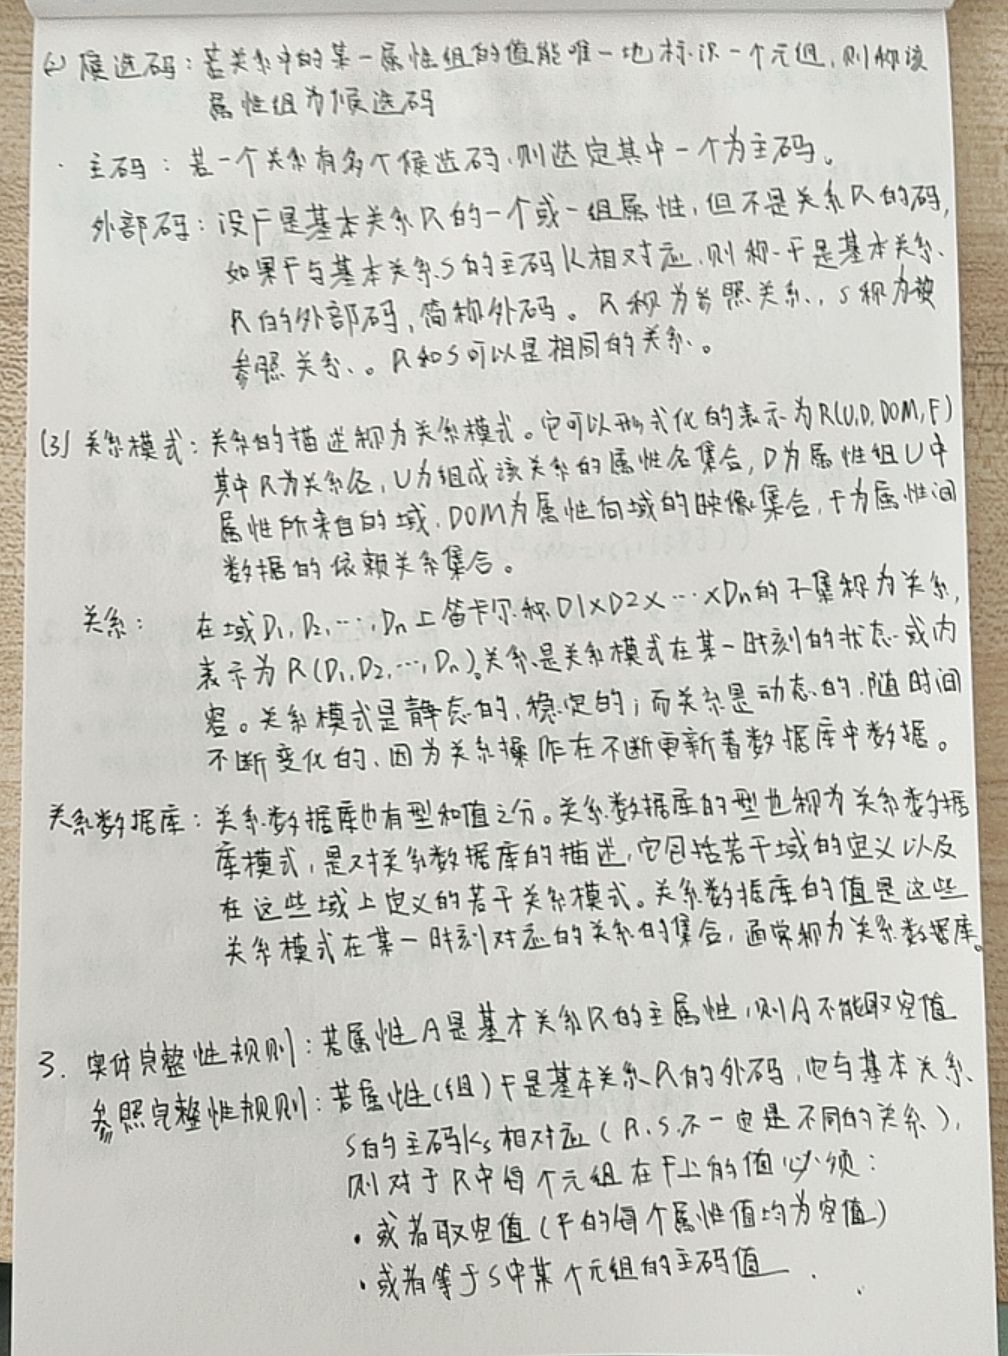 (2) 候选码：若关系中的某一属性组的值能唯一地标识一个元组，则称该
属性组为候选码
· 主码：若一个关系有多个候选码，则选定其中一个为主码。
外部码：设F是基本关系R的一个或一组属性，但不是关系R的码，
如果F与基本关系S的主码K相对应，则称F是基本关系
R的外部码，简称外码。R称为参照关系，S称为被
参照关系。R和S可以是相同的关系。
(3) 关系模式：关系的描述称为关系模式。它可以形式化的表示为R(U,D,DOM,F)
其中R为关系名，U为组成该关系的属性名集合，D为属性组U中
属性所来自的域，DOM为属性向域的映像集合，F为属性间
数据的依赖关系集合。
关系：在域D1,D2,…,Dn上笛卡尔积D1×D2×…×Dn的子集称为关系，
表示为R(D1,D2,…,Dn)。关系是关系模式在某一时刻的状态或内
容。关系模式是静态的、稳定的；而关系是动态的、随时间
不断变化的，因为关系操作在不断更新着数据库中数据。
关系数据库：关系数据库也有型和值之分。关系数据库的型也称为关系数据
库模式，是对关系数据库的描述，它包括若干域的定义以及
在这些域上定义的若干关系模式。关系数据库的值是这些
关系模式在某一时刻对应的关系的集合，通常称为关系数据库。
3. 实体完整性规则：若属性A是基本关系R的主属性，则A不能取空值
参照完整性规则：若属性(组)F是基本关系R的外码，它与基本关系
S的主码Ks相对应(R、S不一定是不同的关系)，
则对于R中每个元组在F上的值必须：
· 或者取空值(F的每个属性值均为空值)
· 或者等于S中某个元组的主码值